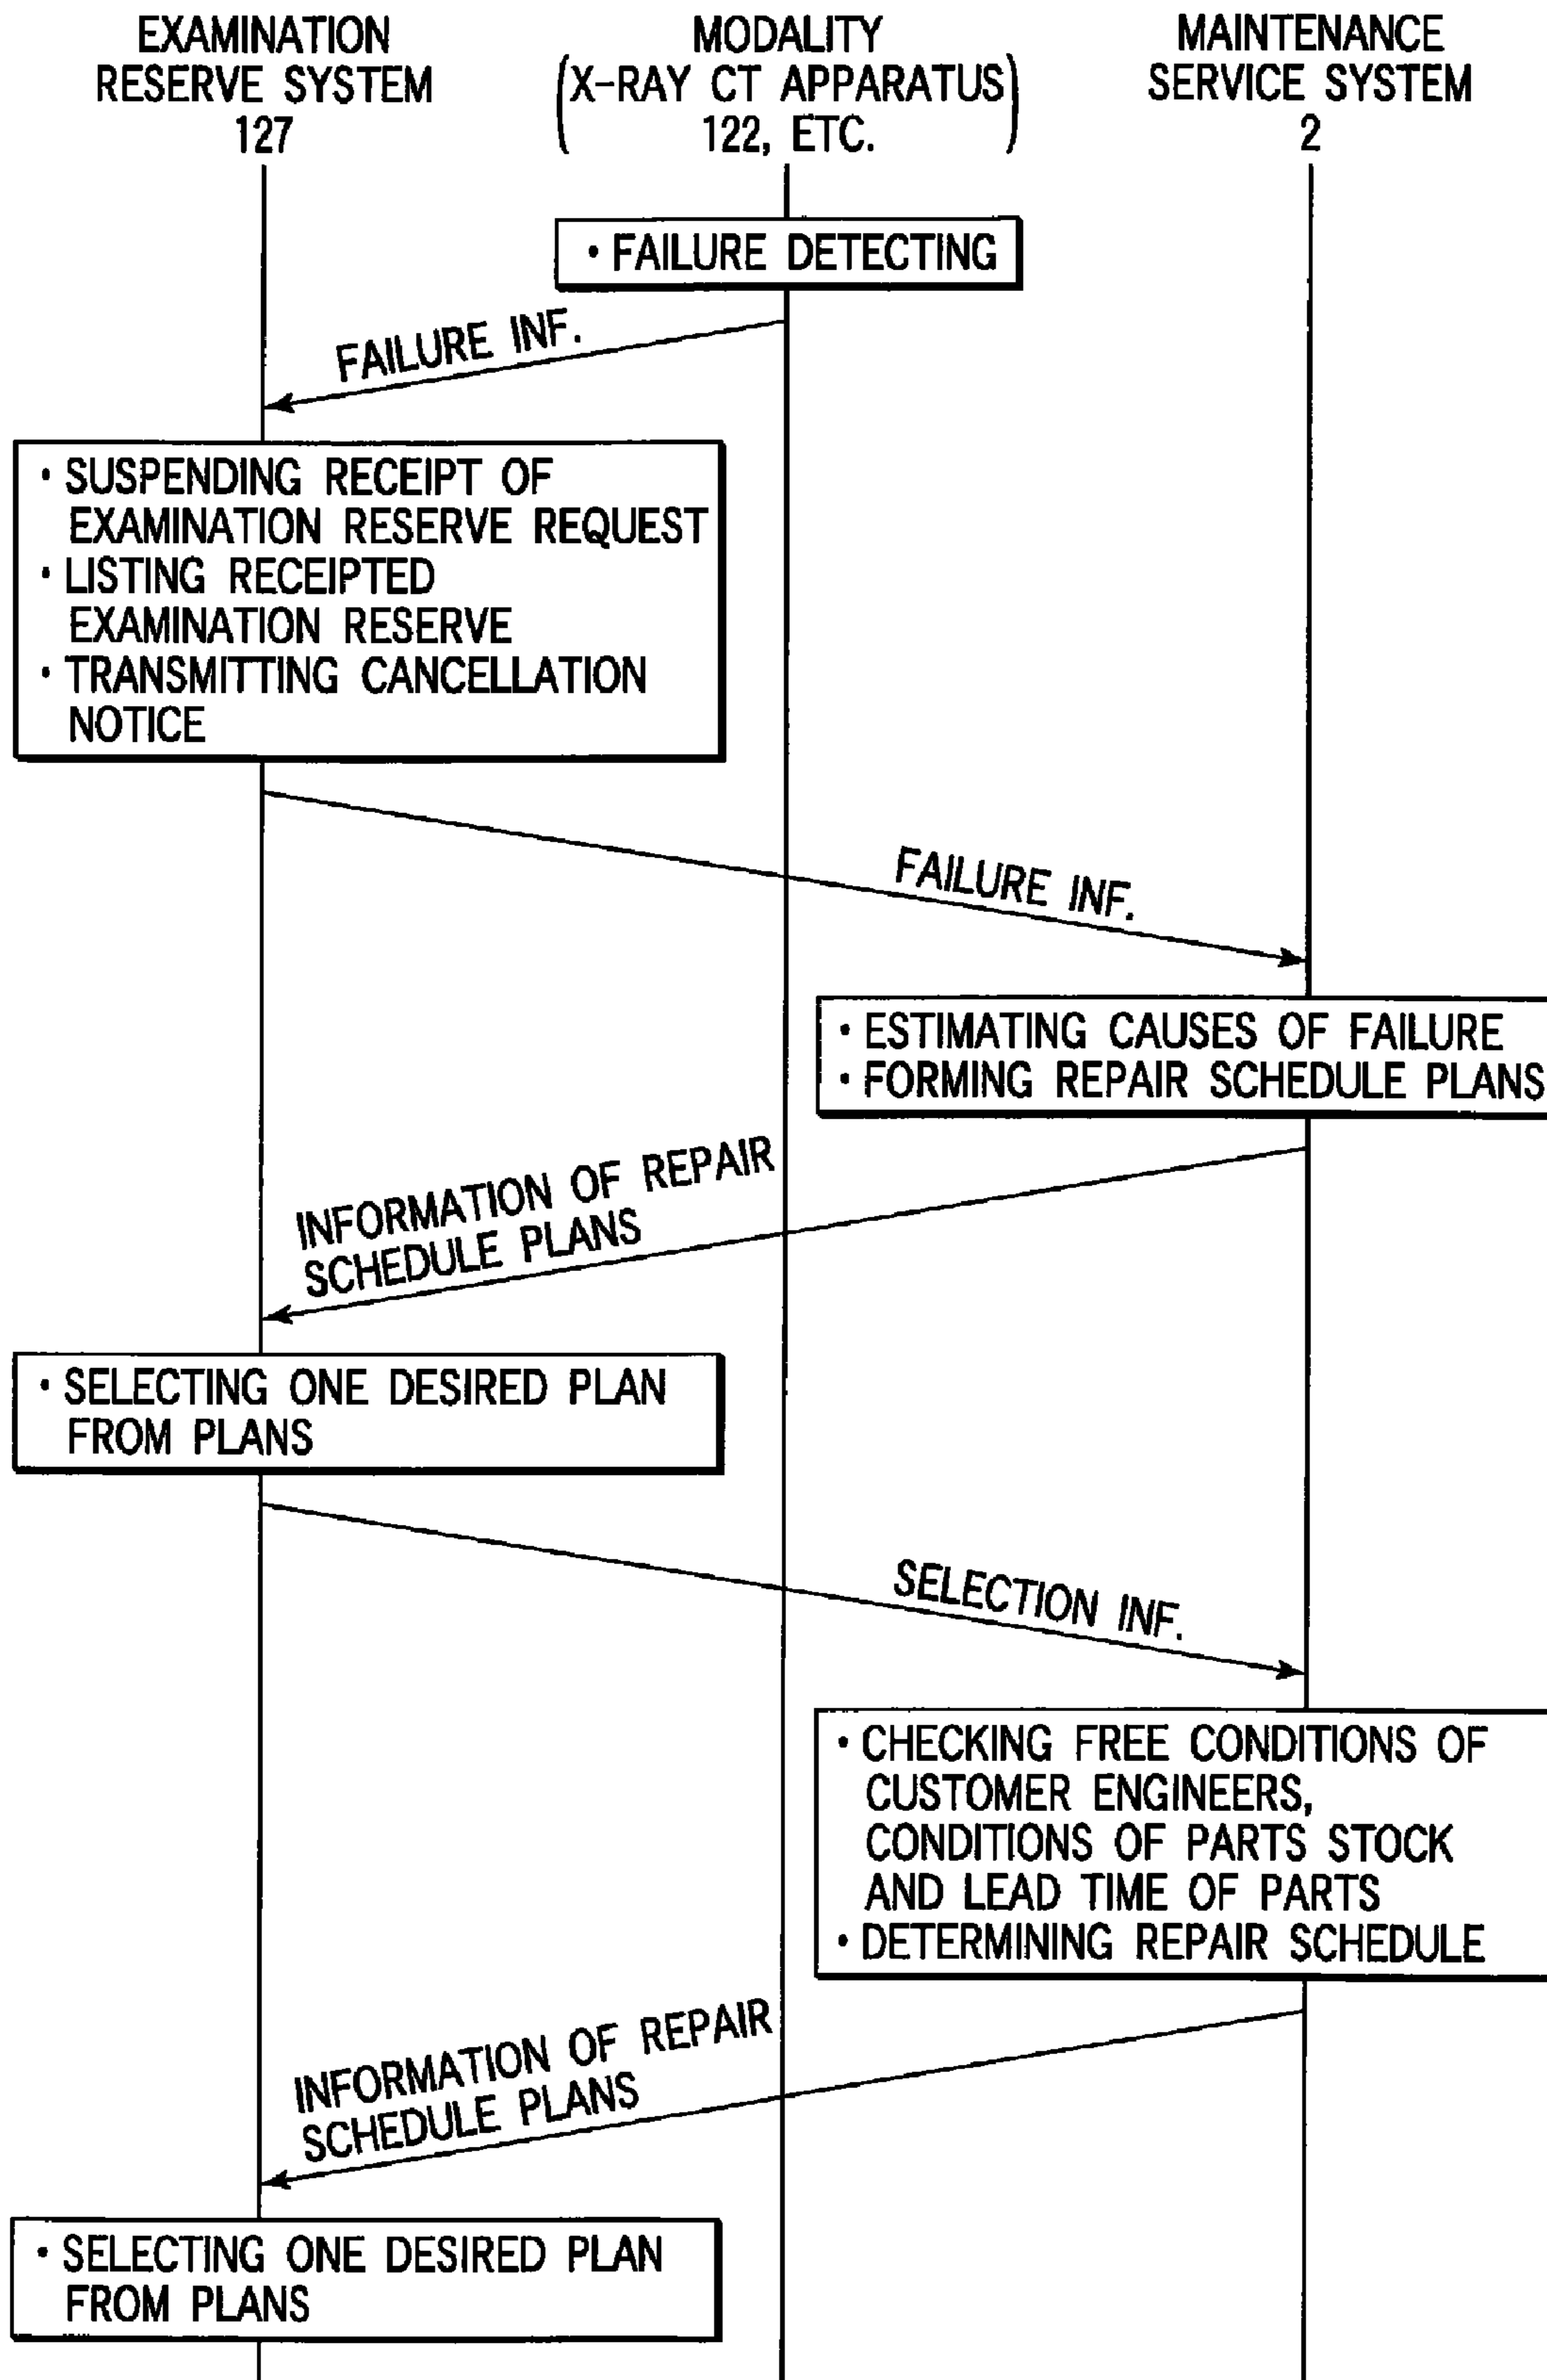 EXAMINATION
RESERVE SYSTEM
127
MODALITY
(X-RAY CT APPARATUS
122, ETC.)
MAINTENANCE
SERVICE SYSTEM
2
· FAILURE DETECTING
FAILURE INF.
· SUSPENDING RECEIPT OF
EXAMINATION RESERVE REQUEST
· LISTING RECEIPTED
EXAMINATION RESERVE
· TRANSMITTING CANCELLATION
NOTICE
FAILURE INF.
· ESTIMATING CAUSES OF FAILURE
· FORMING REPAIR SCHEDULE PLANS
INFORMATION OF REPAIR
SCHEDULE PLANS
· SELECTING ONE DESIRED PLAN
FROM PLANS
SELECTION INF.
· CHECKING FREE CONDITIONS OF
CUSTOMER ENGINEERS,
CONDITIONS OF PARTS STOCK
AND LEAD TIME OF PARTS
· DETERMINING REPAIR SCHEDULE
INFORMATION OF REPAIR
SCHEDULE PLANS
· SELECTING ONE DESIRED PLAN
FROM PLANS